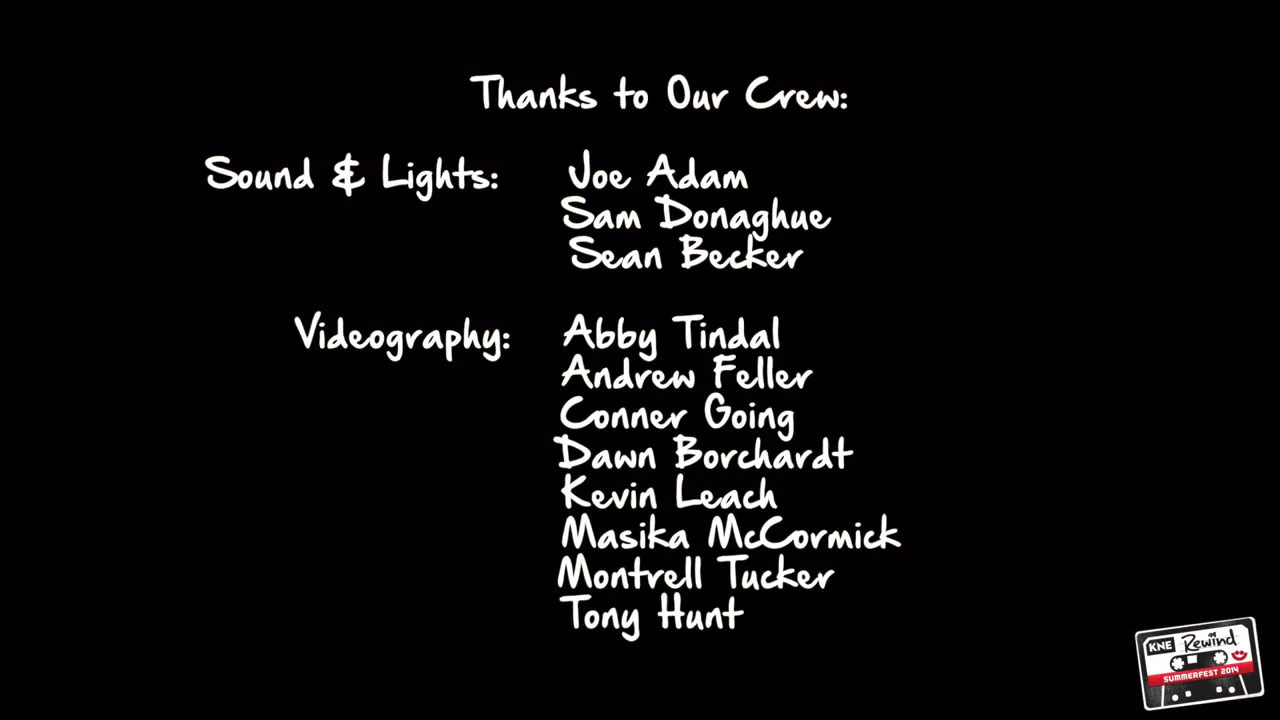 Thanks to Our Crew:
Sound & Lights: Joe Adam
Sam Donaghue
Sean Becker
Videography: Abby Tindal
Andrew Feller
Conner Going
Dawn Borchardt
Kevin Leach
Masika McCormick
Montrell Tucker
Tony Hunt
KNE Rewind
SUMMERFEST 2014